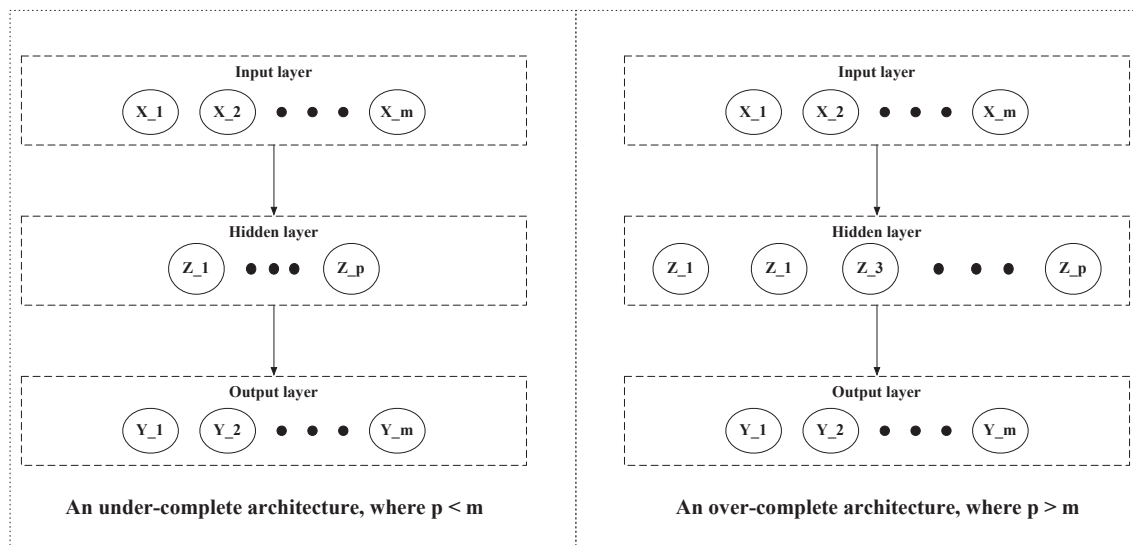 Input layer
X_1 X_2 X_m
Hidden layer
Z_1 Z_p
Output layer
Y_1 Y_2 Y_m
An under-complete architecture, where p < m
Input layer
X_1 X_2 X_m
Hidden layer
Z_1 Z_1 Z_3 Z_p
Output layer
Y_1 Y_2 Y_m
An over-complete architecture, where p > m